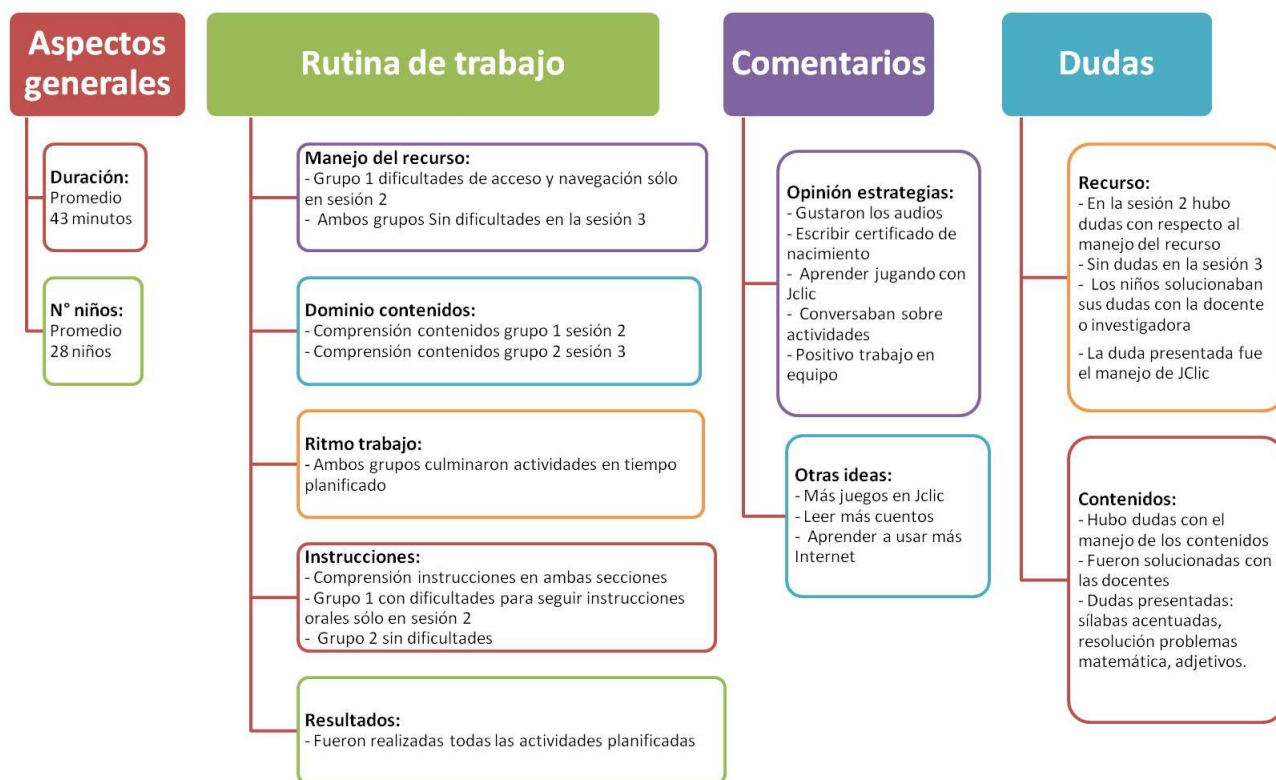 Aspectos
generales
Duración:
Promedio
43 minutos
N° niños:
Promedio
28 niños
Rutina de trabajo
Manejo del recurso:
- Grupo 1 dificultades de acceso y navegación sólo
en sesión 2
- Ambos grupos Sin dificultades en la sesión 3
Dominio contenidos:
- Comprensión contenidos grupo 1 sesión 2
- Comprensión contenidos grupo 2 sesión 3
Ritmo trabajo:
- Ambos grupos culminaron actividades en tiempo
planificado
Instrucciones:
- Comprensión instrucciones en ambas secciones
- Grupo 1 con dificultades para seguir instrucciones
orales sólo en sesión 2
- Grupo 2 sin dificultades
Resultados:
- Fueron realizadas todas las actividades planificadas
Comentarios
Opinión estrategias:
- Gustaron los audios
- Escribir certificado de
nacimiento
- Aprender jugando con
Jclic
- Conversaban sobre
actividades
- Positivo trabajo en
equipo
Otras ideas:
- Más juegos en Jclic
- Leer más cuentos
- Aprender a usar más
Internet
Dudas
Recurso:
- En la sesión 2 hubo
dudas con respecto al
manejo del recurso
- Sin dudas en la sesión 3
- Los niños solucionaban
sus dudas con la docente
o investigadora
- La duda presentada fue
el manejo de JClic
Contenidos:
- Hubo dudas con el
manejo de los contenidos
- Fueron solucionadas con
las docentes
- Dudas presentadas:
sílabas acentuadas,
resolución problemas
matemática, adjetivos.